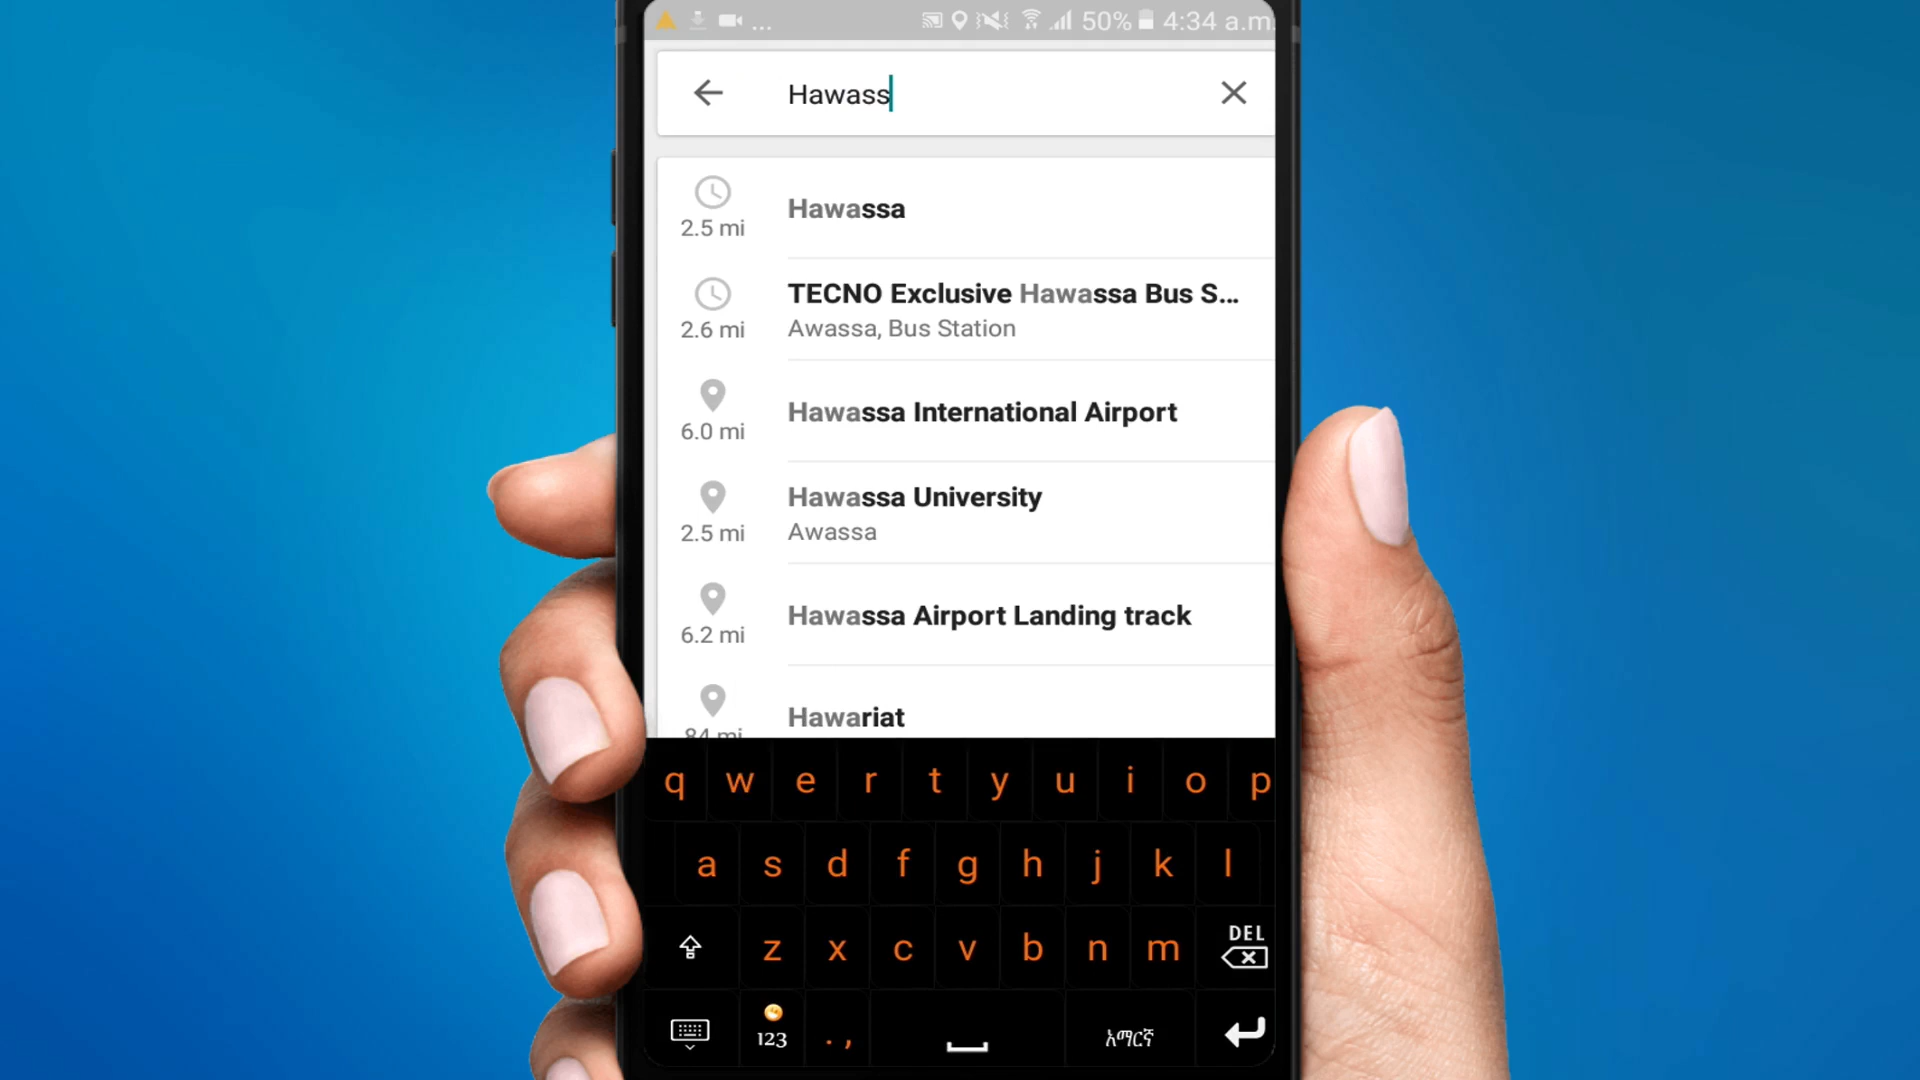 ... 50% 4:34 a.m.
Hawass
Hawassa
2.5 mi
TECNO Exclusive Hawassa Bus S...
2.6 mi
Awassa, Bus Station
Hawassa International Airport
6.0 mi
Hawassa University
2.5 mi
Awassa
Hawassa Airport Landing track
6.2 mi
Hawariat
84 mi
q w e r t y u i o p
a s d f g h j k l
z x c v b n m DEL
123 . , አማርኛ